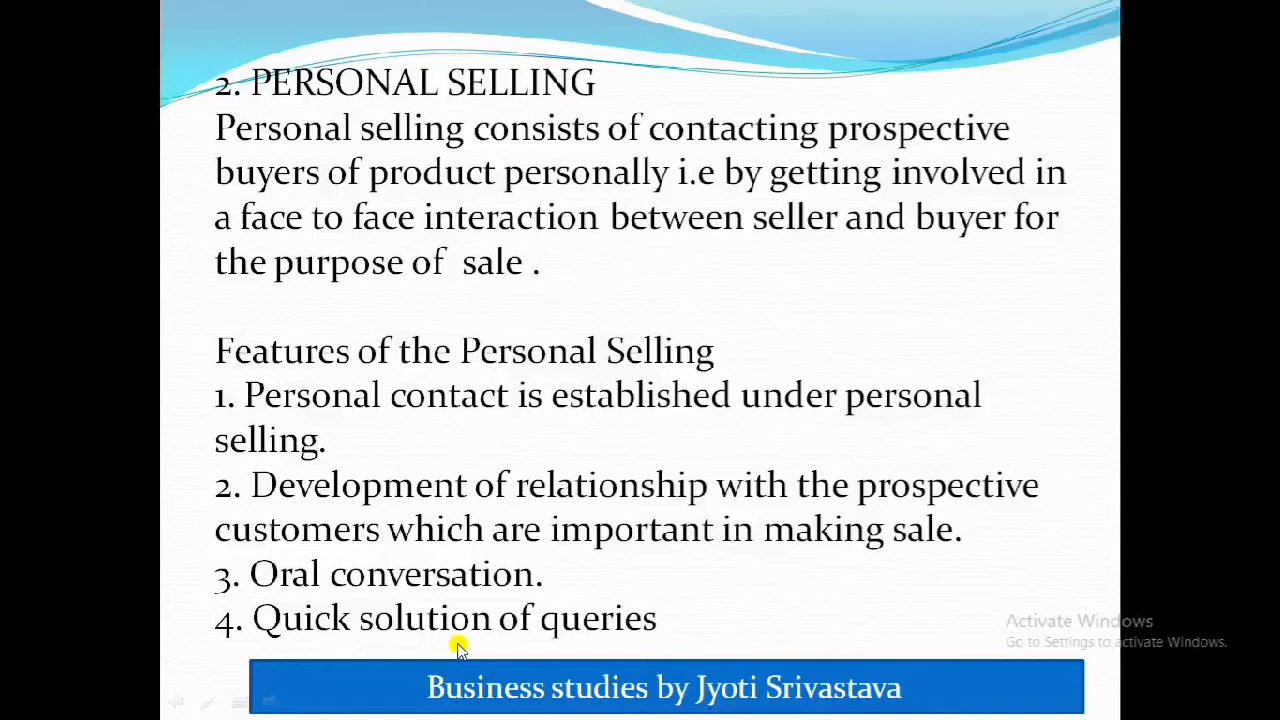 2. PERSONAL SELLING
Personal selling consists of contacting prospective
buyers of product personally i.e by getting involved in
a face to face interaction between seller and buyer for
the purpose of sale .
Features of the Personal Selling
1. Personal contact is established under personal
selling.
2. Development of relationship with the prospective
customers which are important in making sale.
3. Oral conversation.
4. Quick solution of queries
Activate Windows
Go to Settings to activate Windows.
Business studies by Jyoti Srivastava